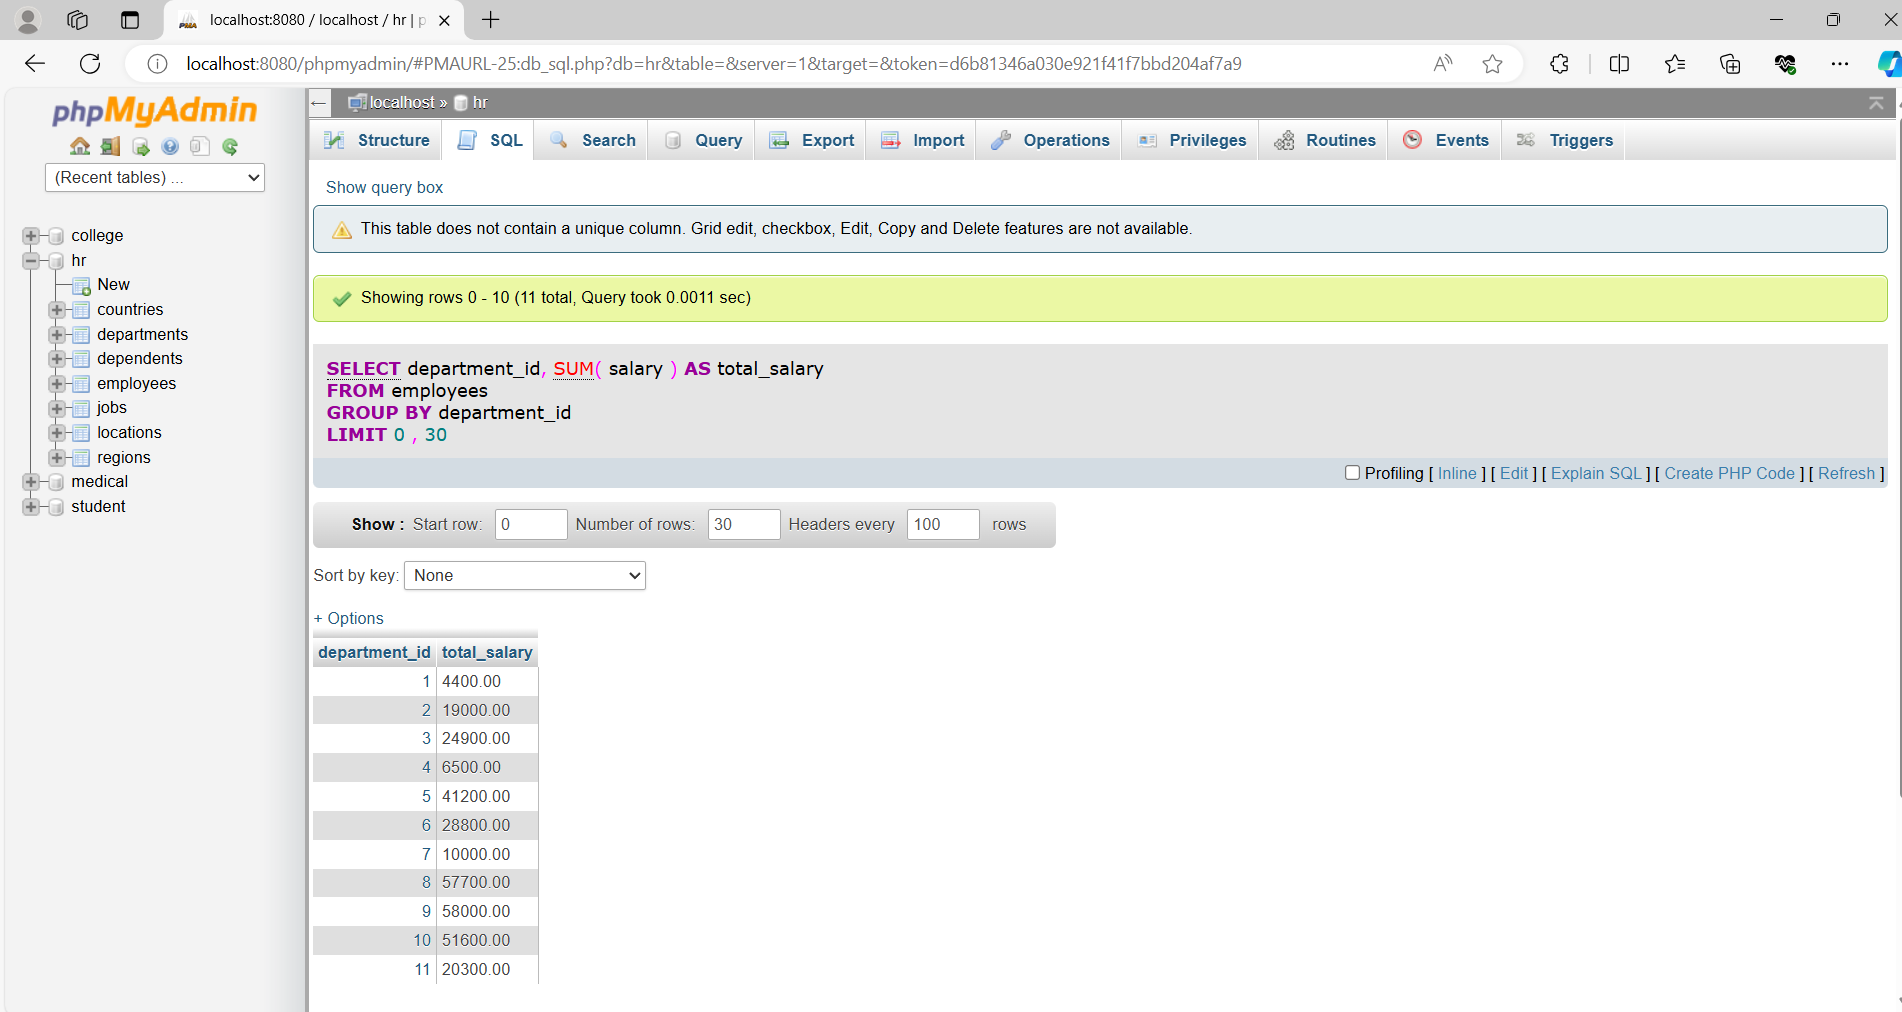 localhost:8080 / localhost / hr | p
localhost:8080/phpmyadmin/#PMAURL-25:db_sql.php?db=hr&table=&server=1&target=&token=d6b81346a030e921f41f7bbd204af7a9
phpMyAdmin
(Recent tables) ...
college
hr
New
countries
departments
dependents
employees
jobs
locations
regions
medical
student
localhost » hr
Structure SQL Search Query Export Import Operations Privileges Routines Events Triggers
Show query box
This table does not contain a unique column. Grid edit, checkbox, Edit, Copy and Delete features are not available.
Showing rows 0 - 10 (11 total, Query took 0.0011 sec)
SELECT department_id, SUM( salary ) AS total_salary
FROM employees
GROUP BY department_id
LIMIT 0 , 30
Profiling [ Inline ] [ Edit ] [ Explain SQL ] [ Create PHP Code ] [ Refresh ]
Show : Start row: 0 Number of rows: 30 Headers every 100 rows
Sort by key: None
+ Options
department_id total_salary
1 4400.00
2 19000.00
3 24900.00
4 6500.00
5 41200.00
6 28800.00
7 10000.00
8 57700.00
9 58000.00
10 51600.00
11 20300.00